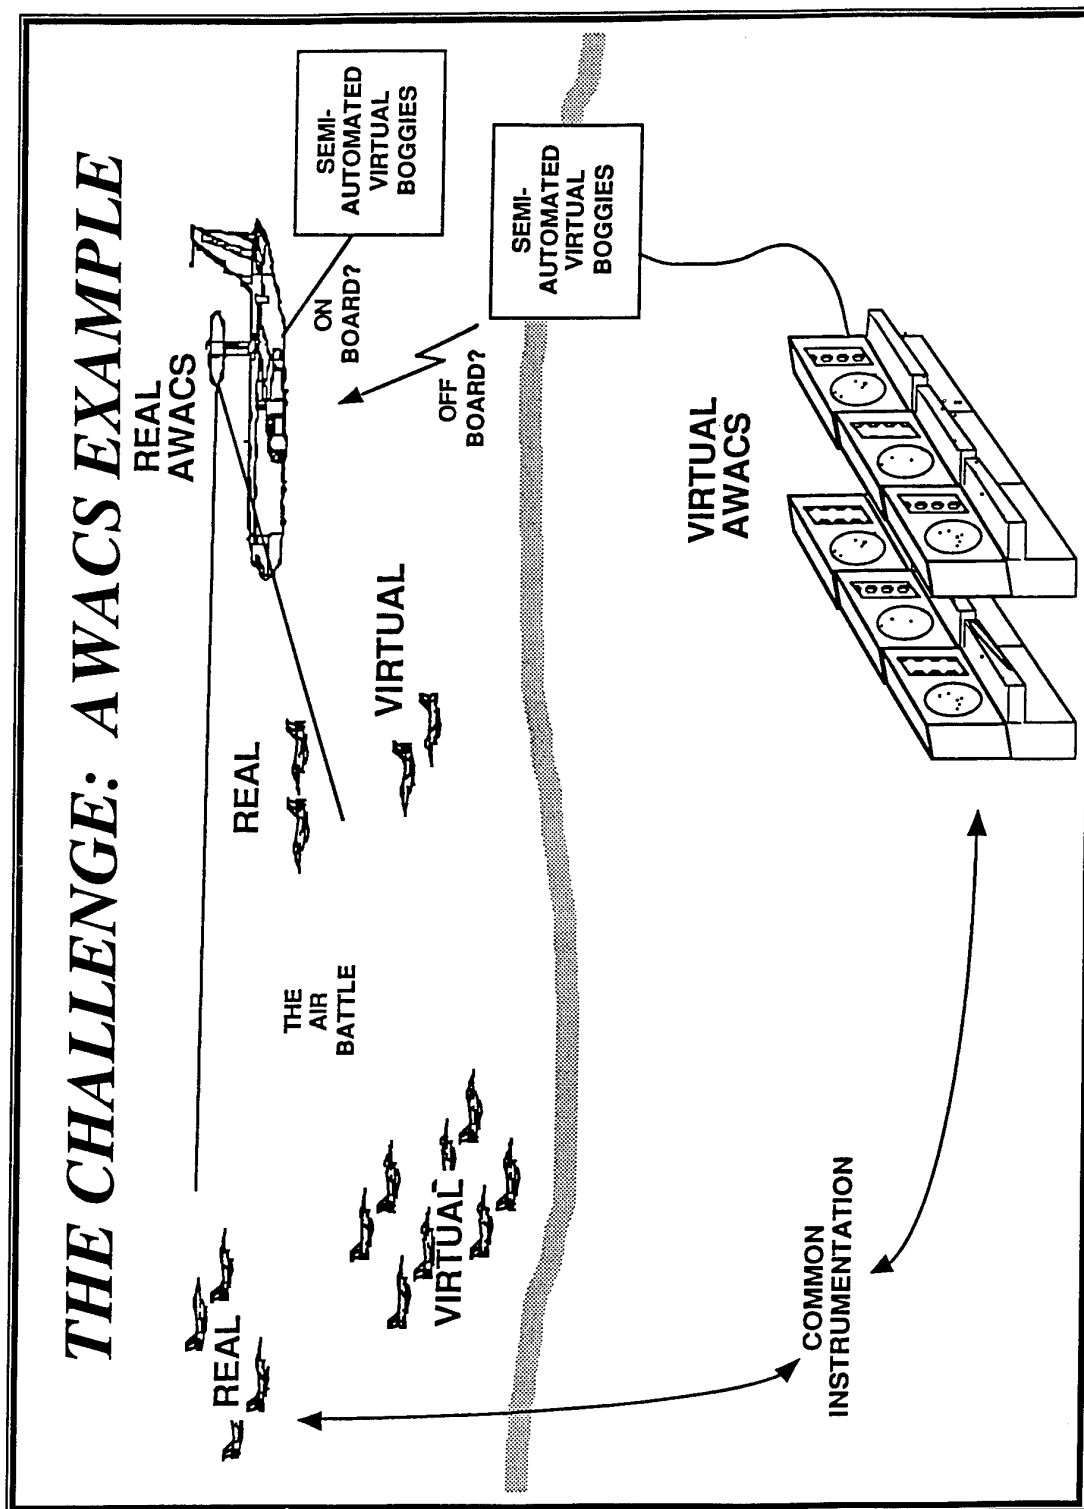 THE CHALLENGE: AWACS EXAMPLE
REAL
AWACS
REAL
REAL
THE
AIR
BATTLE
VIRTUAL
VIRTUAL
ON
BOARD?
SEMI-
AUTOMATED
VIRTUAL
BOGGIES
OFF
BOARD?
SEMI-
AUTOMATED
VIRTUAL
BOGGIES
VIRTUAL
AWACS
COMMON
INSTRUMENTATION